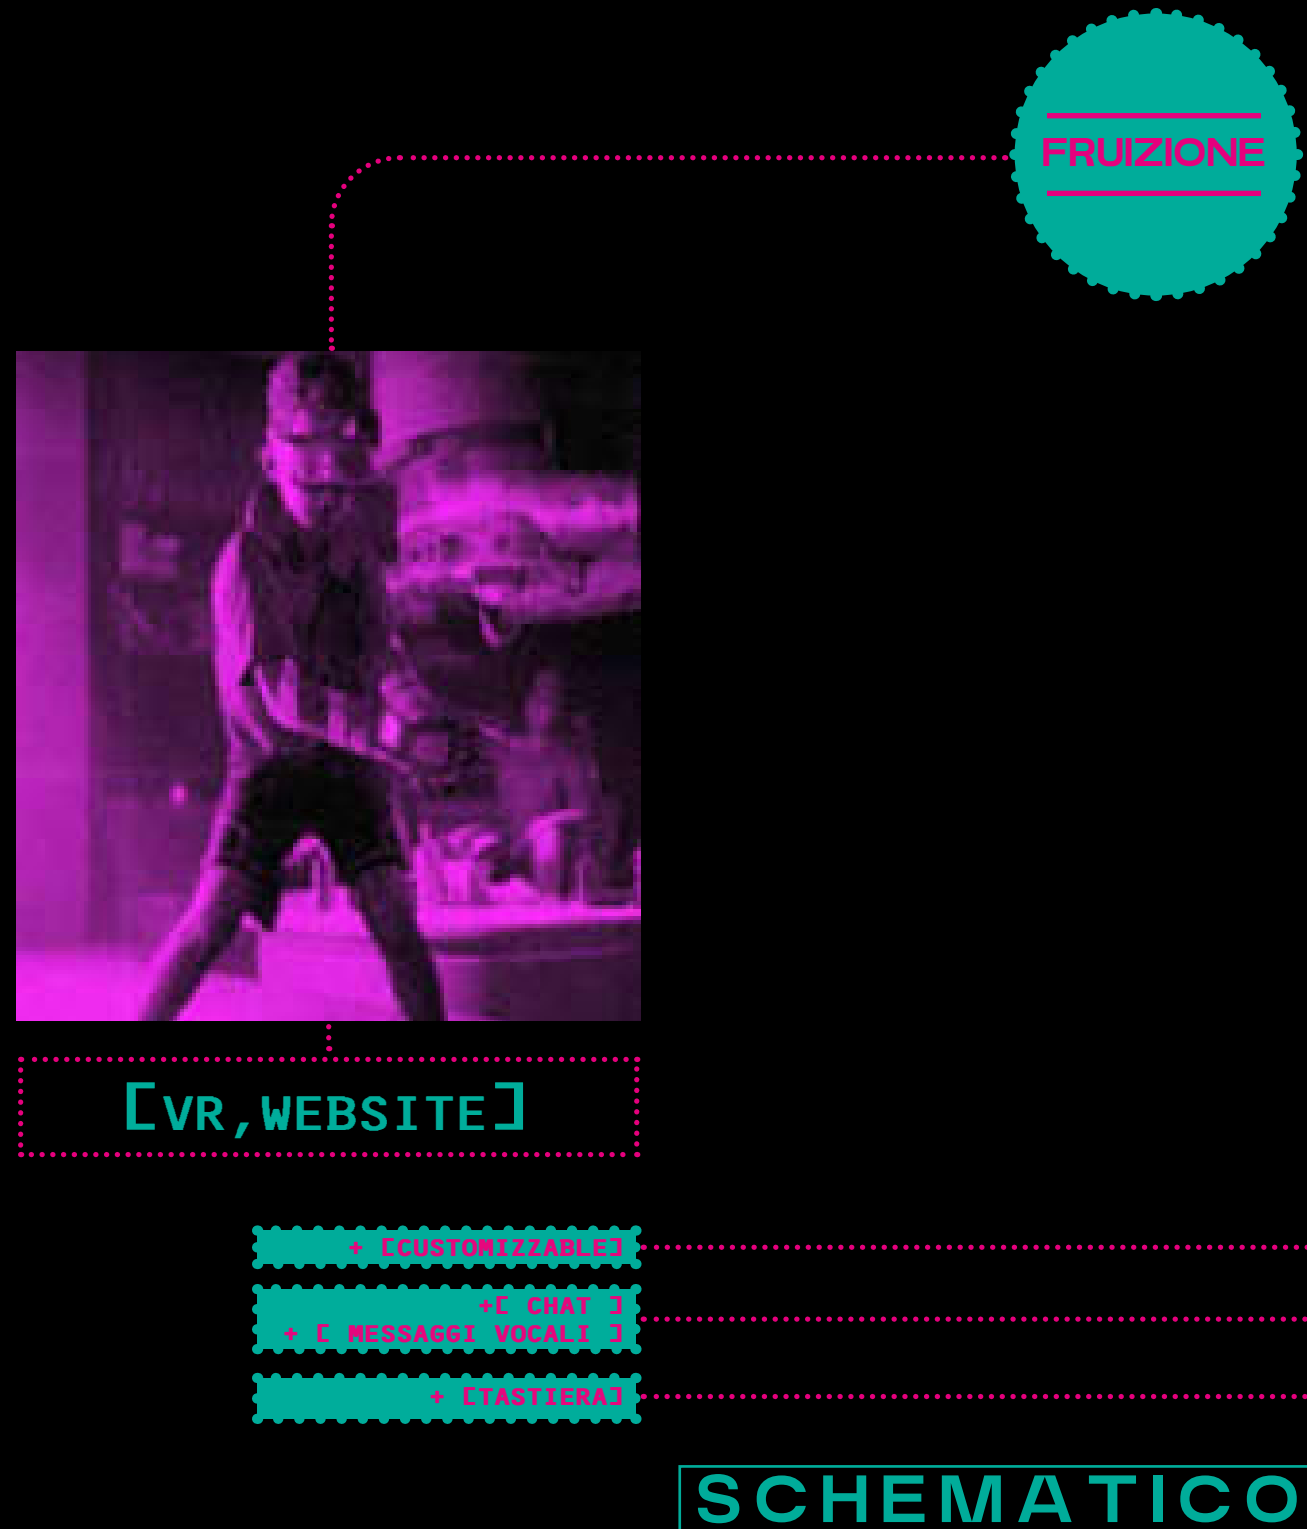 FRUIZIONE
[VR,WEBSITE]
+ [CUSTOMIZZABLE]
+[ CHAT ]
+ [ MESSAGGI VOCALI ]
+ [TASTIERA]
SCHEMATICO